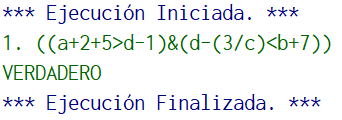 *** Ejecución Iniciada. ***
1. ((a+2+5>d-1)&(d-(3/c)<b+7))
VERDADERO
*** Ejecución Finalizada. ***